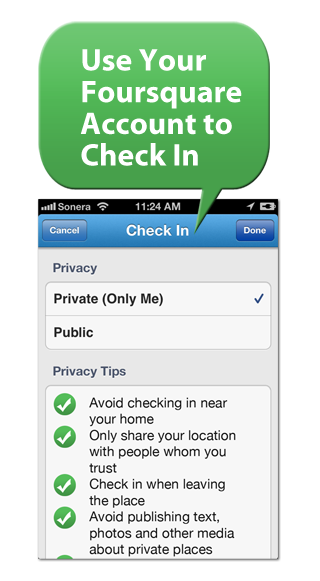 Use Your
Foursquare
Account to
Check In
Sonera 11:24 AM
Cancel Check In Done
Privacy
Private (Only Me)
Public
Privacy Tips
Avoid checking in near
your home
Only share your location
with people whom you
trust
Check in when leaving
the place
Avoid publishing text,
photos and other media
about private places